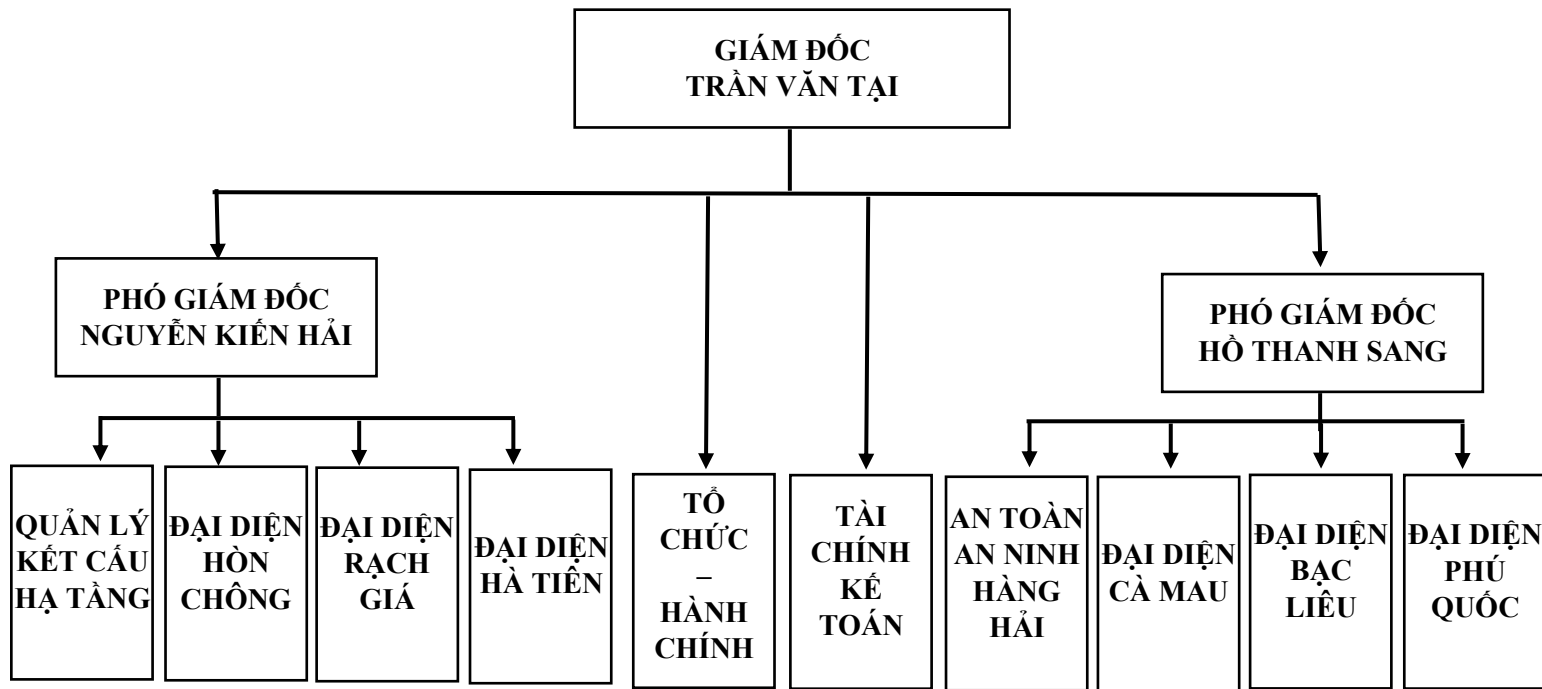 GIÁM ĐỐC
TRẦN VĂN TẠI
PHÓ GIÁM ĐỐC
NGUYỄN KIẾN HẢI
PHÓ GIÁM ĐỐC
HỒ THANH SANG
QUẢN LÝ
KẾT CẤU
HẠ TẦNG
ĐẠI DIỆN
HÒN
CHÔNG
ĐẠI DIỆN
RẠCH
GIÁ
ĐẠI DIỆN
HÀ TIÊN
TỔ
CHỨC
–
HÀNH
CHÍNH
TÀI
CHÍNH
KẾ
TOÁN
AN TOÀN
AN NINH
HÀNG
HẢI
ĐẠI DIỆN
CÀ MAU
ĐẠI DIỆN
BẠC
LIÊU
ĐẠI DIỆN
PHÚ
QUỐC